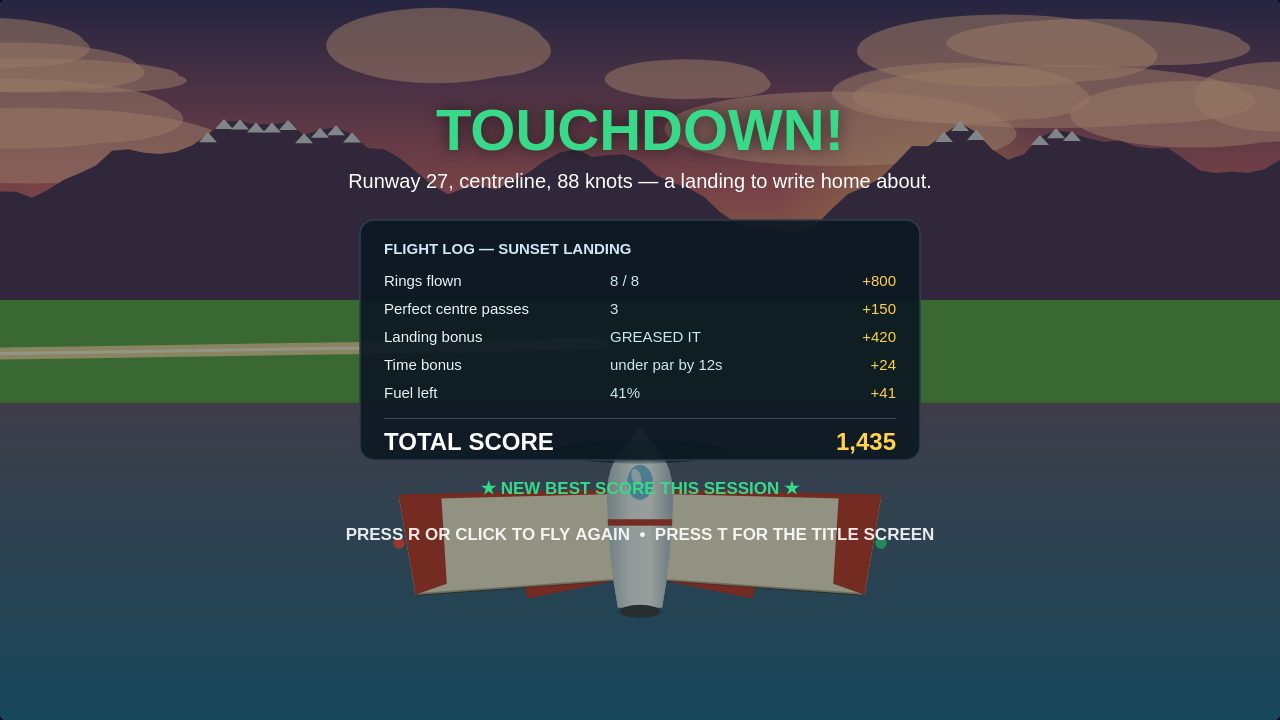 TOUCHDOWN!
Runway 27, centreline, 88 knots — a landing to write home about.
FLIGHT LOG — SUNSET LANDING
Rings flown 8 / 8 +800
Perfect centre passes 3 +150
Landing bonus GREASED IT +420
Time bonus under par by 12s +24
Fuel left 41% +41
TOTAL SCORE 1,435
★ NEW BEST SCORE THIS SESSION ★
PRESS R OR CLICK TO FLY AGAIN • PRESS T FOR THE TITLE SCREEN